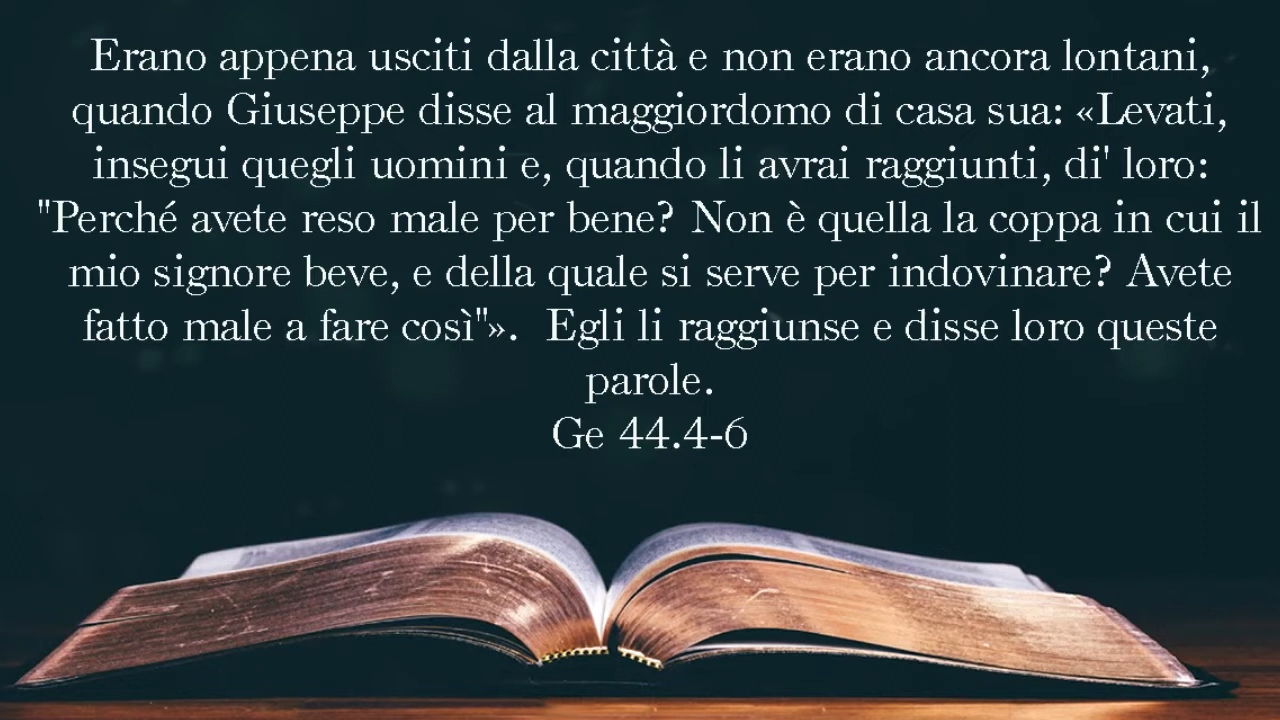 Erano appena usciti dalla città e non erano ancora lontani,
quando Giuseppe disse al maggiordomo di casa sua: «Levati,
insegui quegli uomini e, quando li avrai raggiunti, di' loro:
"Perché avete reso male per bene? Non è quella la coppa in cui il
mio signore beve, e della quale si serve per indovinare? Avete
fatto male a fare così"».  Egli li raggiunse e disse loro queste
parole.
Ge 44.4-6